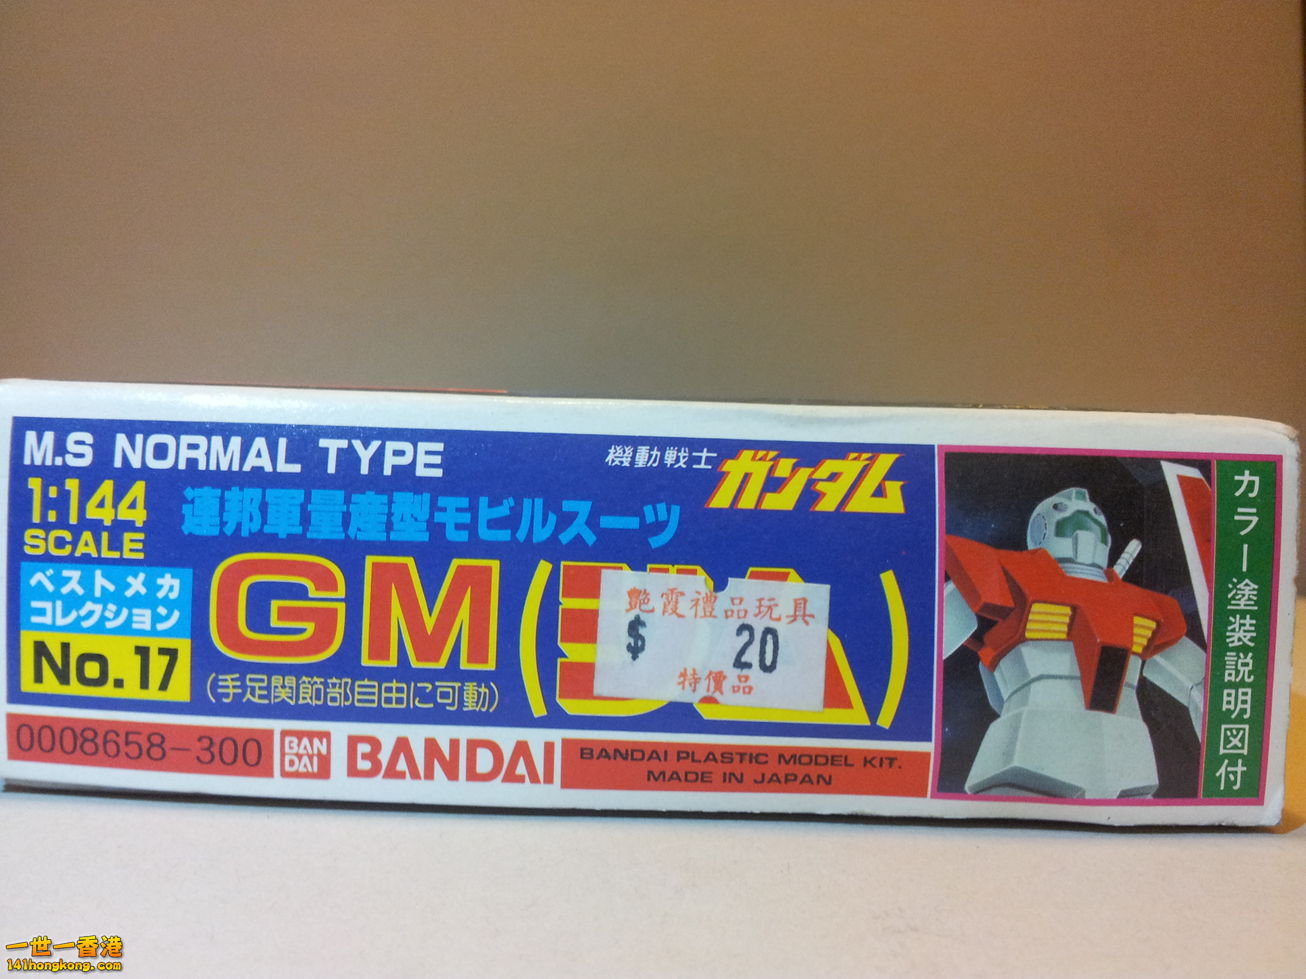 M.S NORMAL TYPE
機動戦士 ガンダム
1:144
SCALE
連邦軍量産型モビルスーツ
ベストメカ
コレクション
No.17
GM
(手足関節部自由に可動)
艶霞禮品玩具
$ 20
特價品
0008658-300
BAN
DAI
BANDAI
BANDAI PLASTIC MODEL KIT.
MADE IN JAPAN
カラー塗装説明図付
一世一香港
141hongkong.com